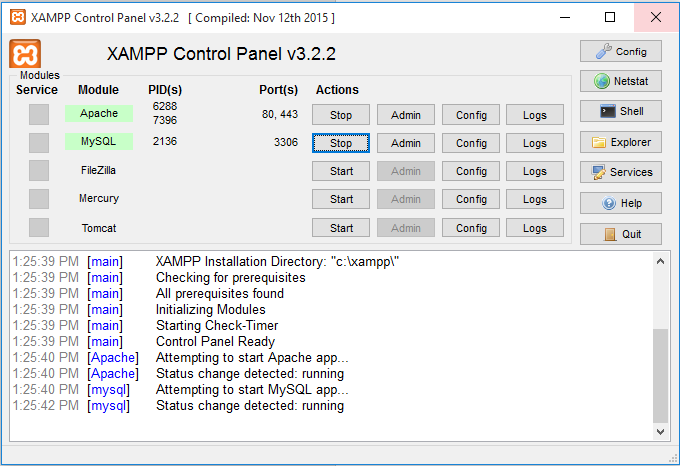 XAMPP Control Panel v3.2.2 [ Compiled: Nov 12th 2015 ]
XAMPP Control Panel v3.2.2
Config
Modules
Service Module PID(s) Port(s) Actions
Netstat
Apache 6288 7396 80, 443 Stop Admin Config Logs
Shell
MySQL 2136 3306 Stop Admin Config Logs
Explorer
FileZilla Start Admin Config Logs
Services
Mercury Start Admin Config Logs
Help
Tomcat Start Admin Config Logs
Quit
1:25:39 PM [main] XAMPP Installation Directory: "c:\xampp\"
1:25:39 PM [main] Checking for prerequisites
1:25:39 PM [main] All prerequisites found
1:25:39 PM [main] Initializing Modules
1:25:39 PM [main] Starting Check-Timer
1:25:39 PM [main] Control Panel Ready
1:25:40 PM [Apache] Attempting to start Apache app...
1:25:40 PM [Apache] Status change detected: running
1:25:40 PM [mysql] Attempting to start MySQL app...
1:25:42 PM [mysql] Status change detected: running